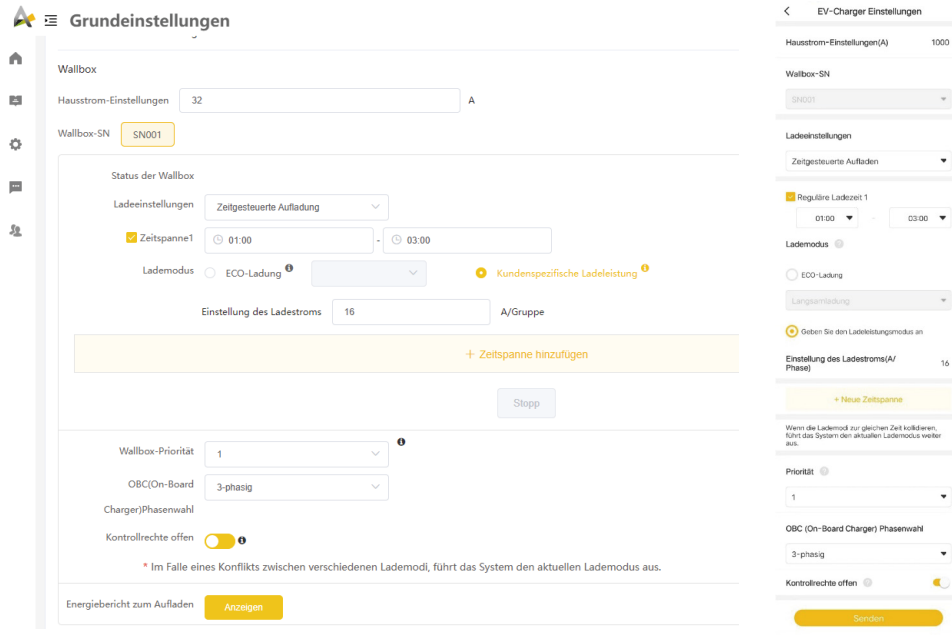 Grundeinstellungen
Wallbox
Hausstrom-Einstellungen 32 A
Wallbox-SN SN001
Status der Wallbox
Ladeeinstellungen Zeitgesteuerte Aufladung
Zeitspanne1 01:00 - 03:00
Lademodus ECO-Ladung Kundenspezifische Ladeleistung
Einstellung des Ladestroms 16 A/Gruppe
+ Zeitspanne hinzufügen
Stopp
Wallbox-Priorität 1
OBC(On-Board 3-phasig
Charger)Phasenwahl
Kontrollrechte offen
* Im Falle eines Konflikts zwischen verschiedenen Lademodi, führt das System den aktuellen Lademodus aus.
Energiebericht zum Aufladen Anzeigen
EV-Charger Einstellungen
Hausstrom-Einstellungen(A) 1000
Wallbox-SN
SN001
Ladeeinstellungen
Zeitgesteuerte Aufladen
Reguläre Ladezeit 1
01:00 - 03:00
Lademodus
ECO-Ladung
Langsamladung
Geben Sie den Ladeleistungsmodus an
Einstellung des Ladestroms(A/
Phase) 16
+ Neue Zeitspanne
Wenn die Lademodi zur gleichen Zeit kollidieren,
führt das System den aktuellen Lademodus weiter
aus.
Priorität
1
OBC (On-Board Charger) Phasenwahl
3-phasig
Kontrollrechte offen
Senden